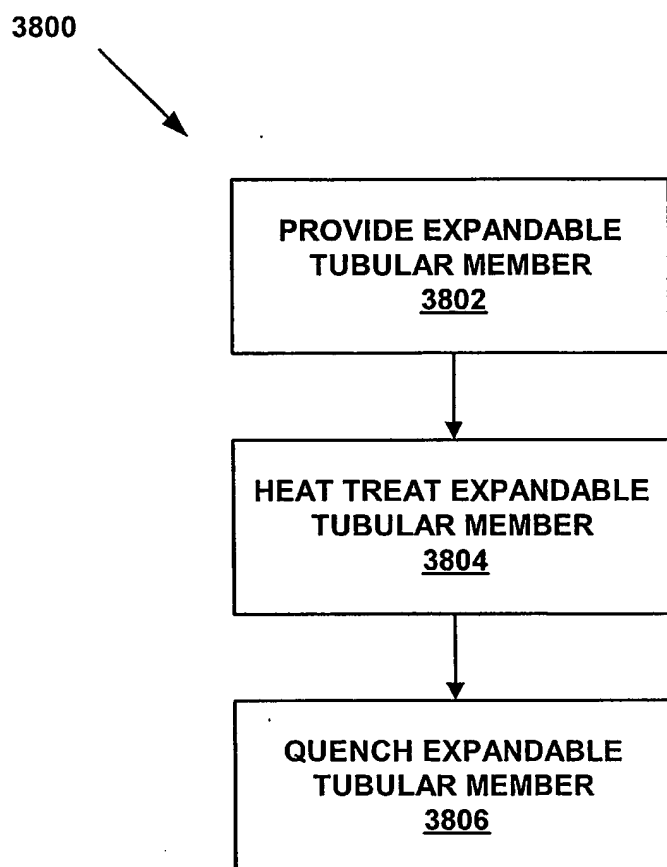 3800
PROVIDE EXPANDABLE
TUBULAR MEMBER
3802
HEAT TREAT EXPANDABLE
TUBULAR MEMBER
3804
QUENCH EXPANDABLE
TUBULAR MEMBER
3806